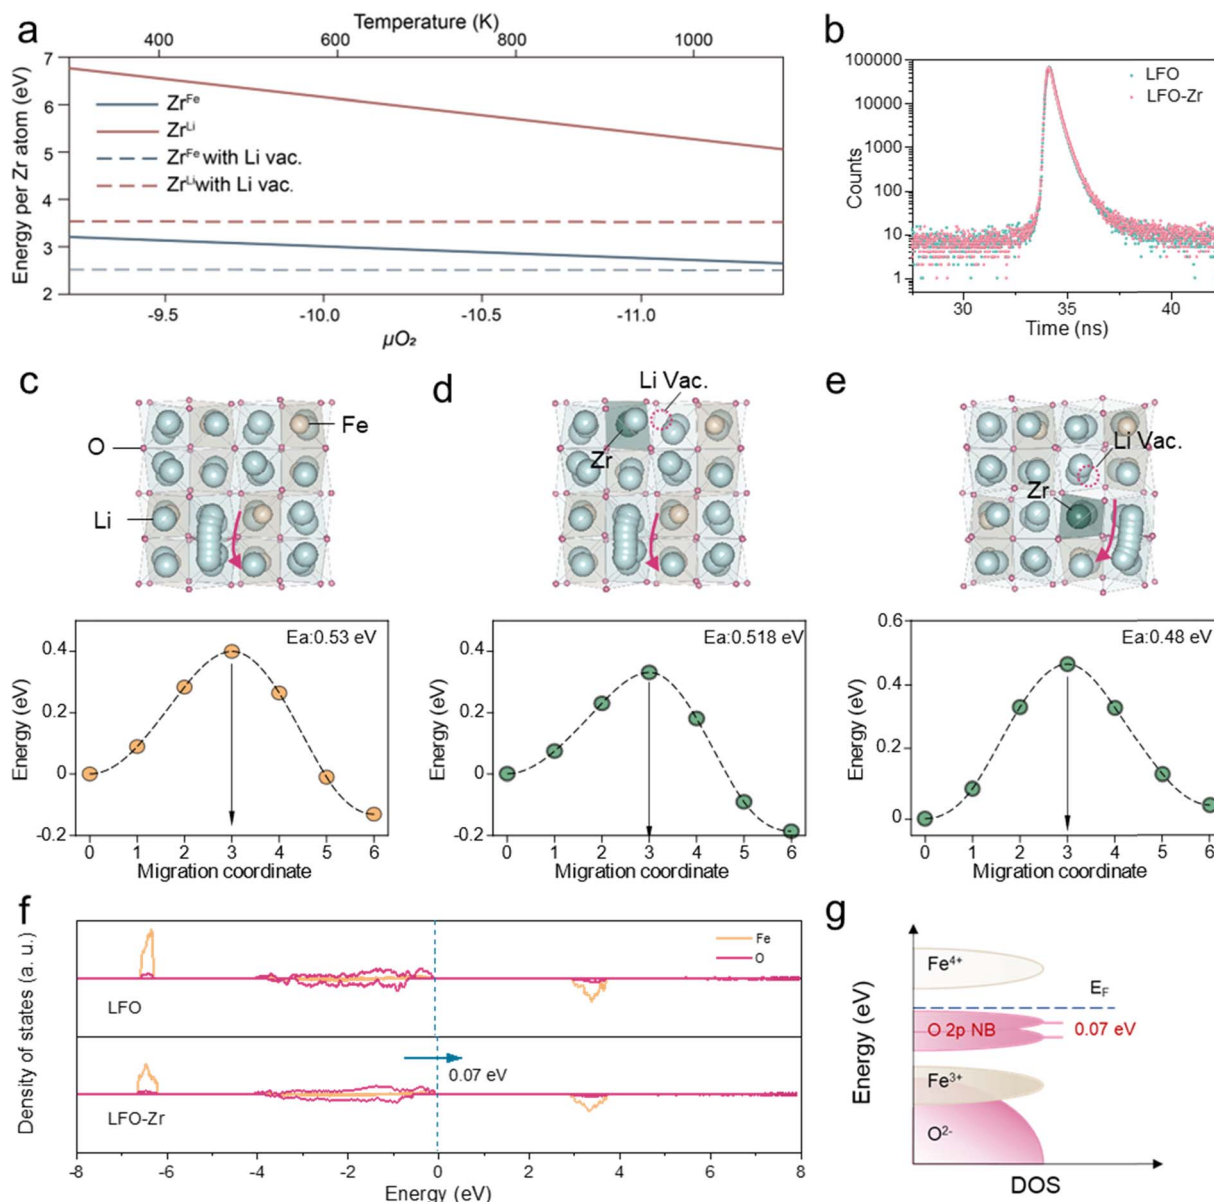 a
Temperature (K)
400 600 800 1000
Energy per Zr atom (eV)
7
6
5
4
3
2
Zr^Fe
Zr^Li
Zr^Fe with Li vac.
Zr^Li with Li vac.
-9.5 -10.0 -10.5 -11.0
μO₂
b
Counts
100000
10000
1000
100
10
1
LFO
LFO-Zr
30 35 40
Time (ns)
c
Fe
O
Li
Ea:0.53 eV
Energy (eV)
0.4
0.2
0
-0.2
0 1 2 3 4 5 6
Migration coordinate
d
Li Vac.
Zr
Ea:0.518 eV
Energy (eV)
0.4
0.2
0
-0.2
0 1 2 3 4 5 6
Migration coordinate
e
Li Vac.
Zr
Ea:0.48 eV
Energy (eV)
0.6
0.4
0.2
0
0 1 2 3 4 5 6
Migration coordinate
f
Density of states (a. u.)
Fe
O
LFO
0.07 eV
LFO-Zr
-8 -6 -4 -2 0 2 4 6 8
Energy (eV)
g
Energy (eV)
Fe⁴⁺
E_F
O 2p NB
0.07 eV
Fe³⁺
O²⁻
DOS